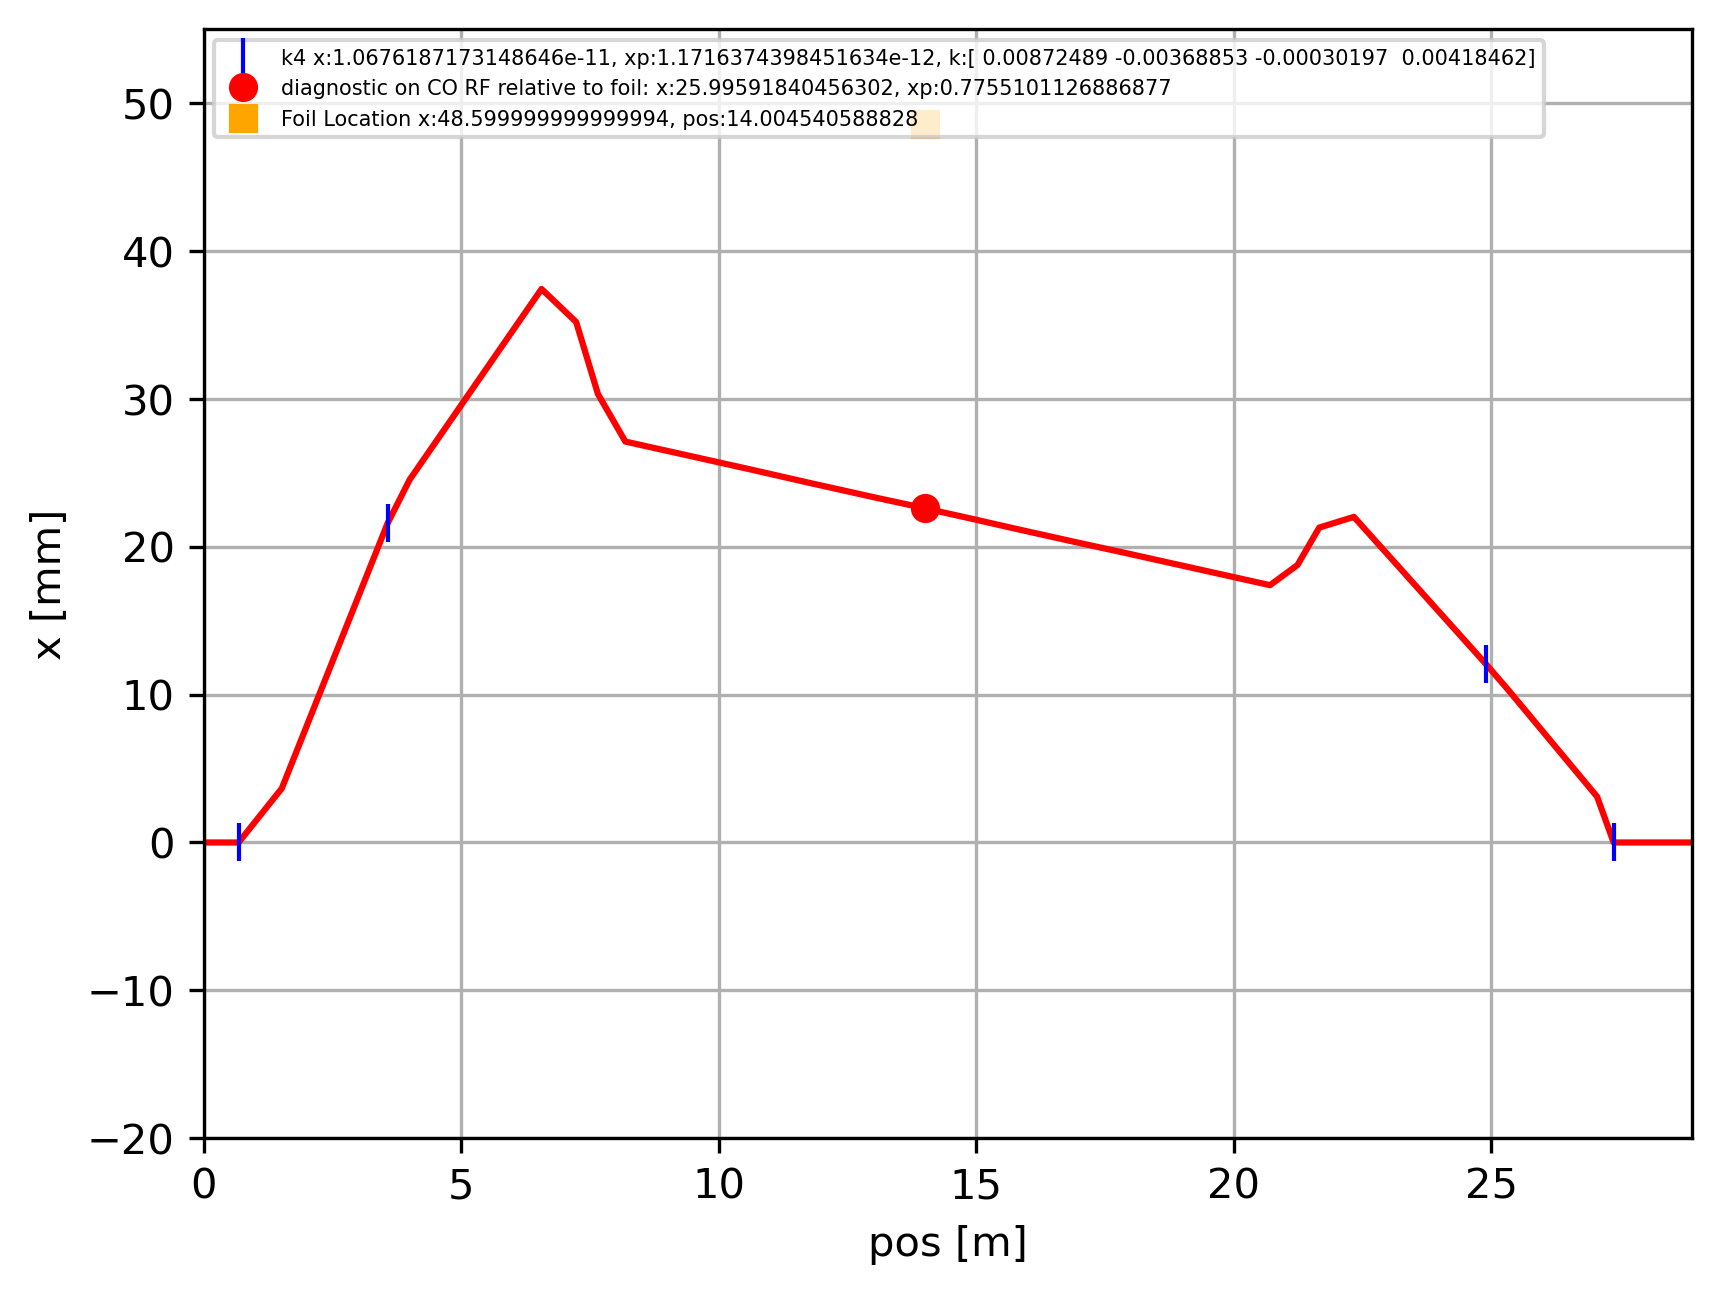 k4 x:1.0676187173148646e-11, xp:1.1716374398451634e-12, k:[ 0.00872489 -0.00368853 -0.00030197  0.00418462]
diagnostic on CO RF relative to foil: x:25.99591840456302, xp:0.7755101126886877
Foil Location x:48.599999999999994, pos:14.004540588828
50
40
30
20
10
0
−10
−20
x [mm]
0 5 10 15 20 25
pos [m]